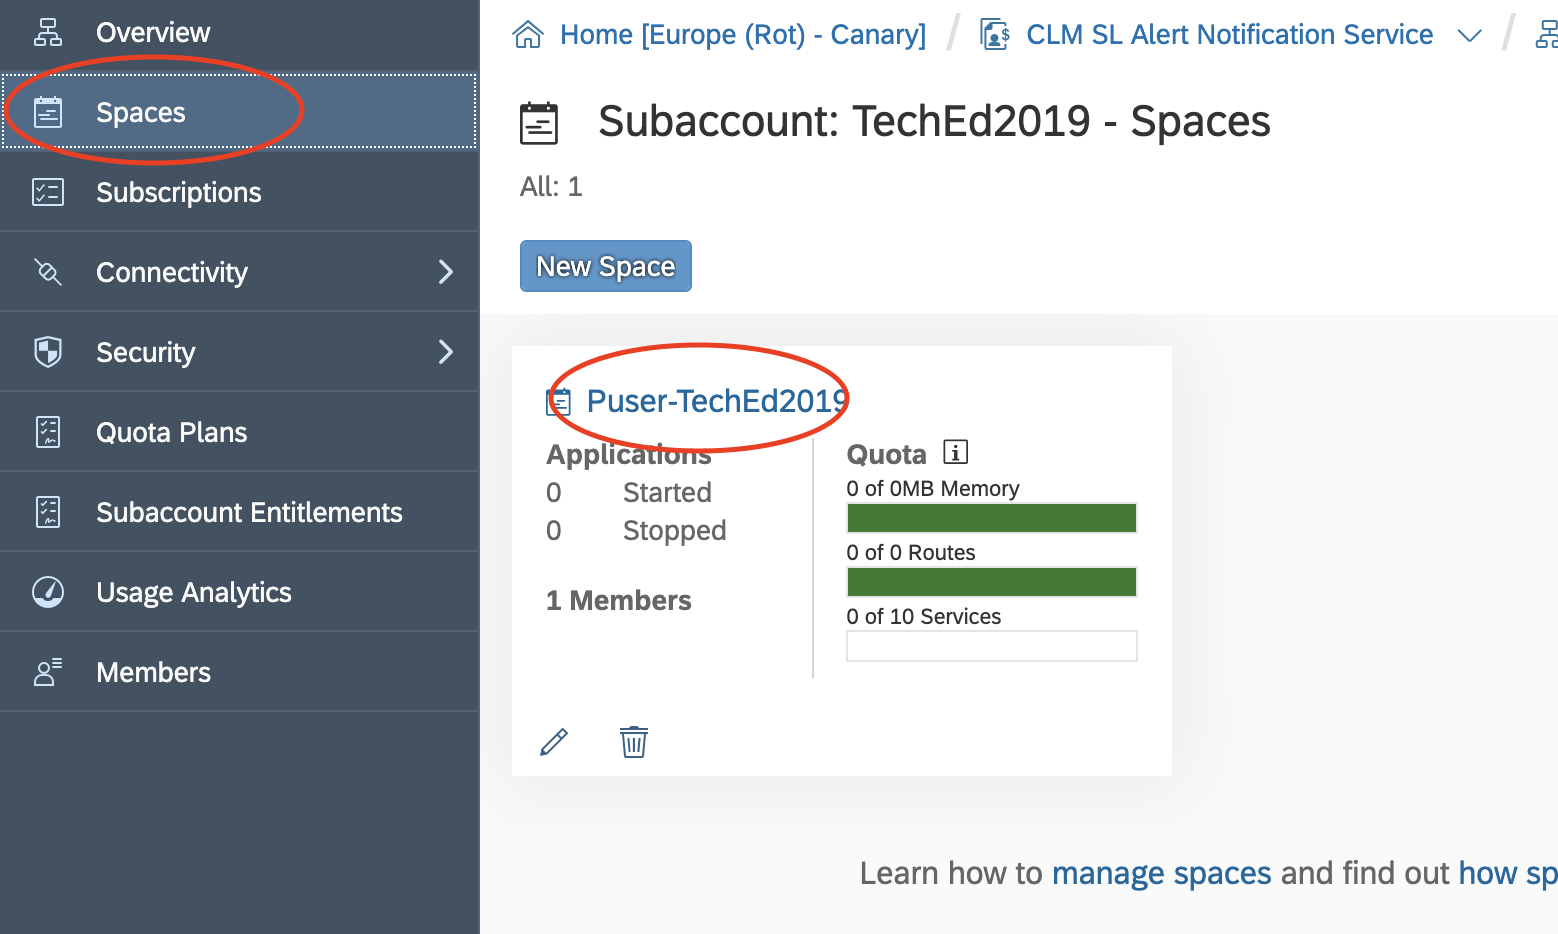 Overview
Spaces
Subscriptions
Connectivity
Security
Quota Plans
Subaccount Entitlements
Usage Analytics
Members
Home [Europe (Rot) - Canary] / CLM SL Alert Notification Service /
Subaccount: TechEd2019 - Spaces
All: 1
New Space
Puser-TechEd2019
Applications
0 Started
0 Stopped
1 Members
Quota
0 of 0MB Memory
0 of 0 Routes
0 of 10 Services
Learn how to manage spaces and find out how sp